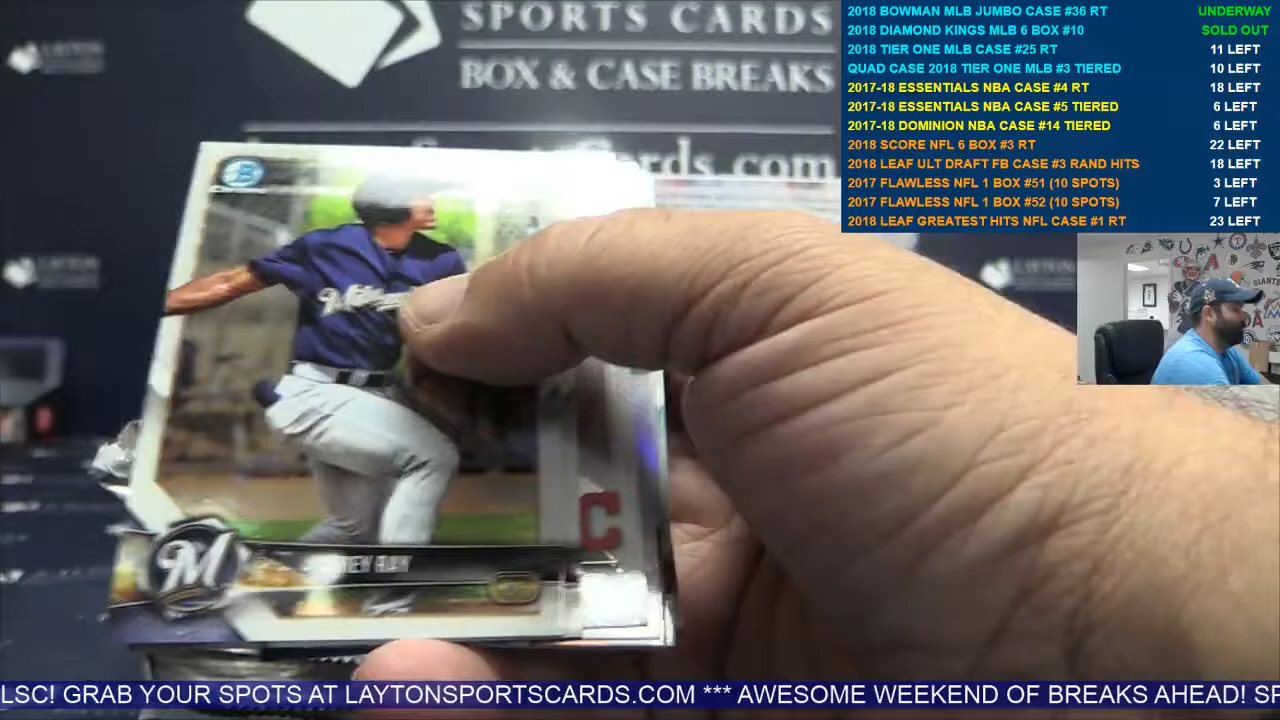 SPORTS CARDS
BOX & CASE BREAKS
2018 BOWMAN MLB JUMBO CASE #36 RT UNDERWAY
2018 DIAMOND KINGS MLB 6 BOX #10 SOLD OUT
2018 TIER ONE MLB CASE #25 RT 11 LEFT
QUAD CASE 2018 TIER ONE MLB #3 TIERED 10 LEFT
2017-18 ESSENTIALS NBA CASE #4 RT 18 LEFT
2017-18 ESSENTIALS NBA CASE #5 TIERED 6 LEFT
2017-18 DOMINION NBA CASE #14 TIERED 6 LEFT
2018 SCORE NFL 6 BOX #3 RT 22 LEFT
2018 LEAF ULT DRAFT FB CASE #3 RAND HITS 18 LEFT
2017 FLAWLESS NFL 1 BOX #51 (10 SPOTS) 3 LEFT
2017 FLAWLESS NFL 1 BOX #52 (10 SPOTS) 7 LEFT
2018 LEAF GREATEST HITS NFL CASE #1 RT 23 LEFT
LAYTON
GIANTS
M
C
RAY
LSC! GRAB YOUR SPOTS AT LAYTONSPORTSCARDS.COM *** AWESOME WEEKEND OF BREAKS AHEAD! SP